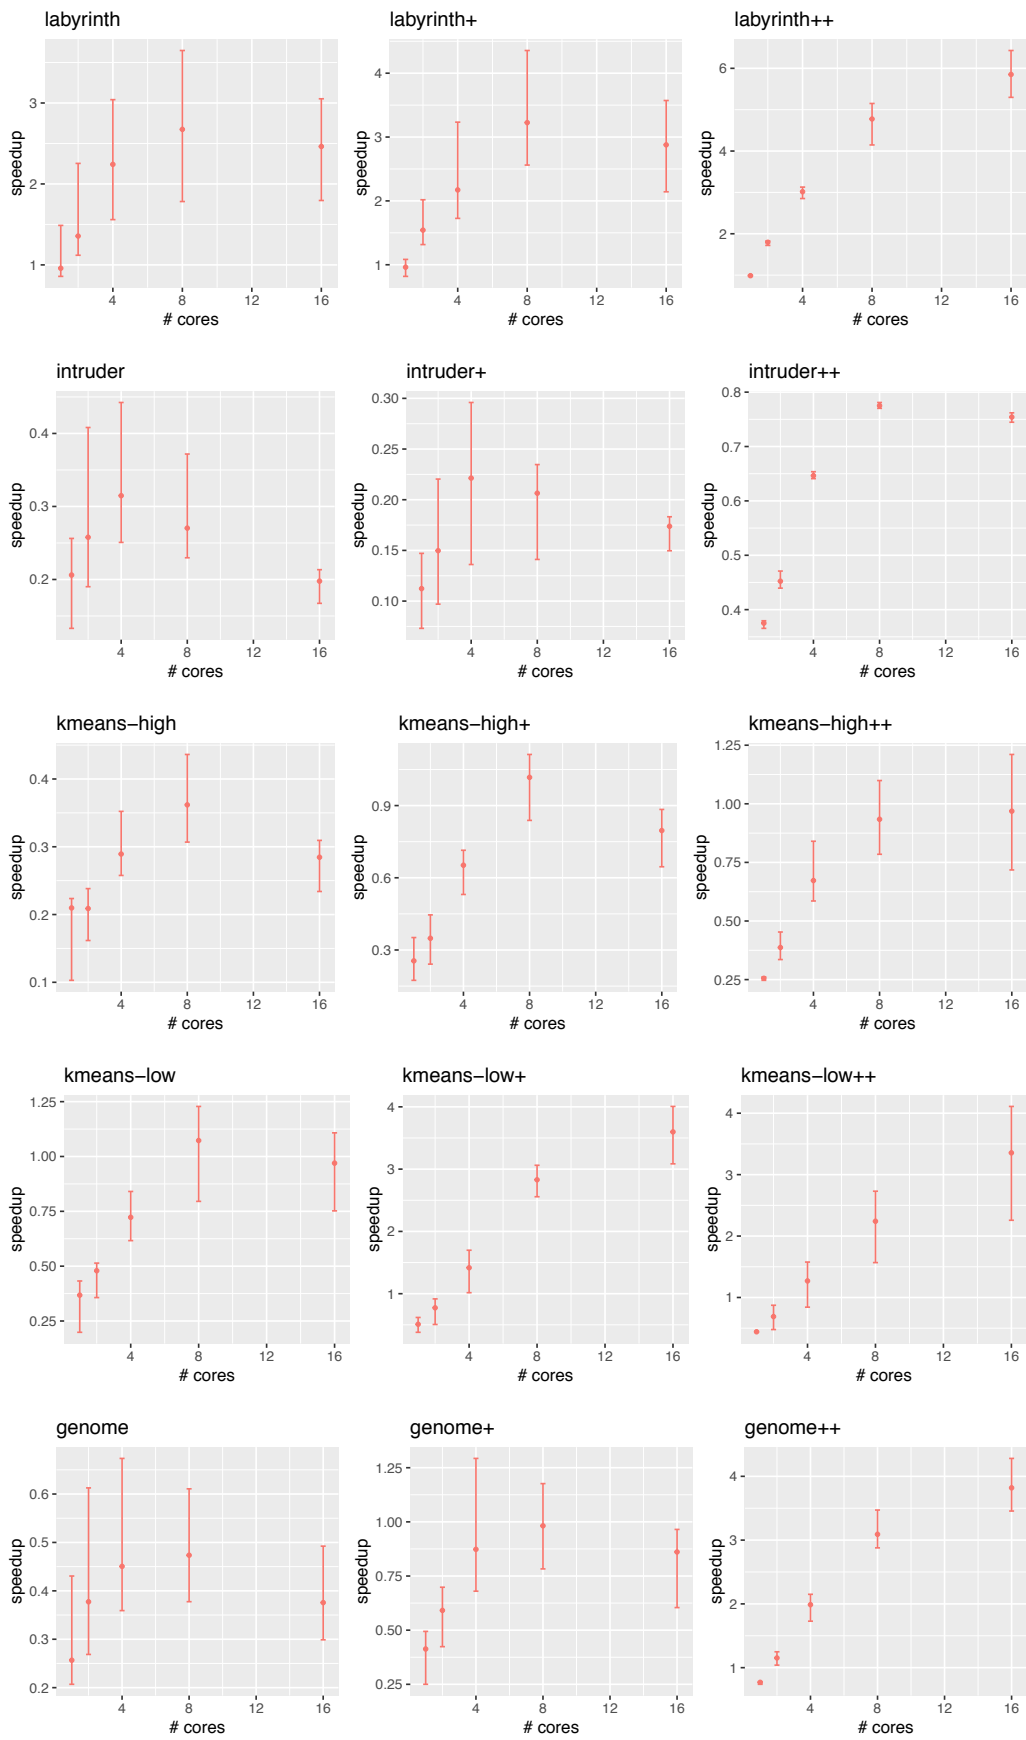 labyrinth
labyrinth+
labyrinth++
speedup
3
2
1
4 8 12 16
# cores
speedup
4
3
2
1
4 8 12 16
# cores
speedup
6
4
2
4 8 12 16
# cores
intruder
intruder+
intruder++
speedup
0.4
0.3
0.2
4 8 12 16
# cores
speedup
0.30
0.25
0.20
0.15
0.10
4 8 12 16
# cores
speedup
0.8
0.7
0.6
0.5
0.4
4 8 12 16
# cores
kmeans−high
kmeans−high+
kmeans−high++
speedup
0.4
0.3
0.2
0.1
4 8 12 16
# cores
speedup
0.9
0.6
0.3
4 8 12 16
# cores
speedup
1.25
1.00
0.75
0.50
0.25
4 8 12 16
# cores
kmeans−low
kmeans−low+
kmeans−low++
speedup
1.25
1.00
0.75
0.50
0.25
4 8 12 16
# cores
speedup
4
3
2
1
4 8 12 16
# cores
speedup
4
3
2
1
4 8 12 16
# cores
genome
genome+
genome++
speedup
0.6
0.5
0.4
0.3
0.2
4 8 12 16
# cores
speedup
1.25
1.00
0.75
0.50
0.25
4 8 12 16
# cores
speedup
4
3
2
1
4 8 12 16
# cores